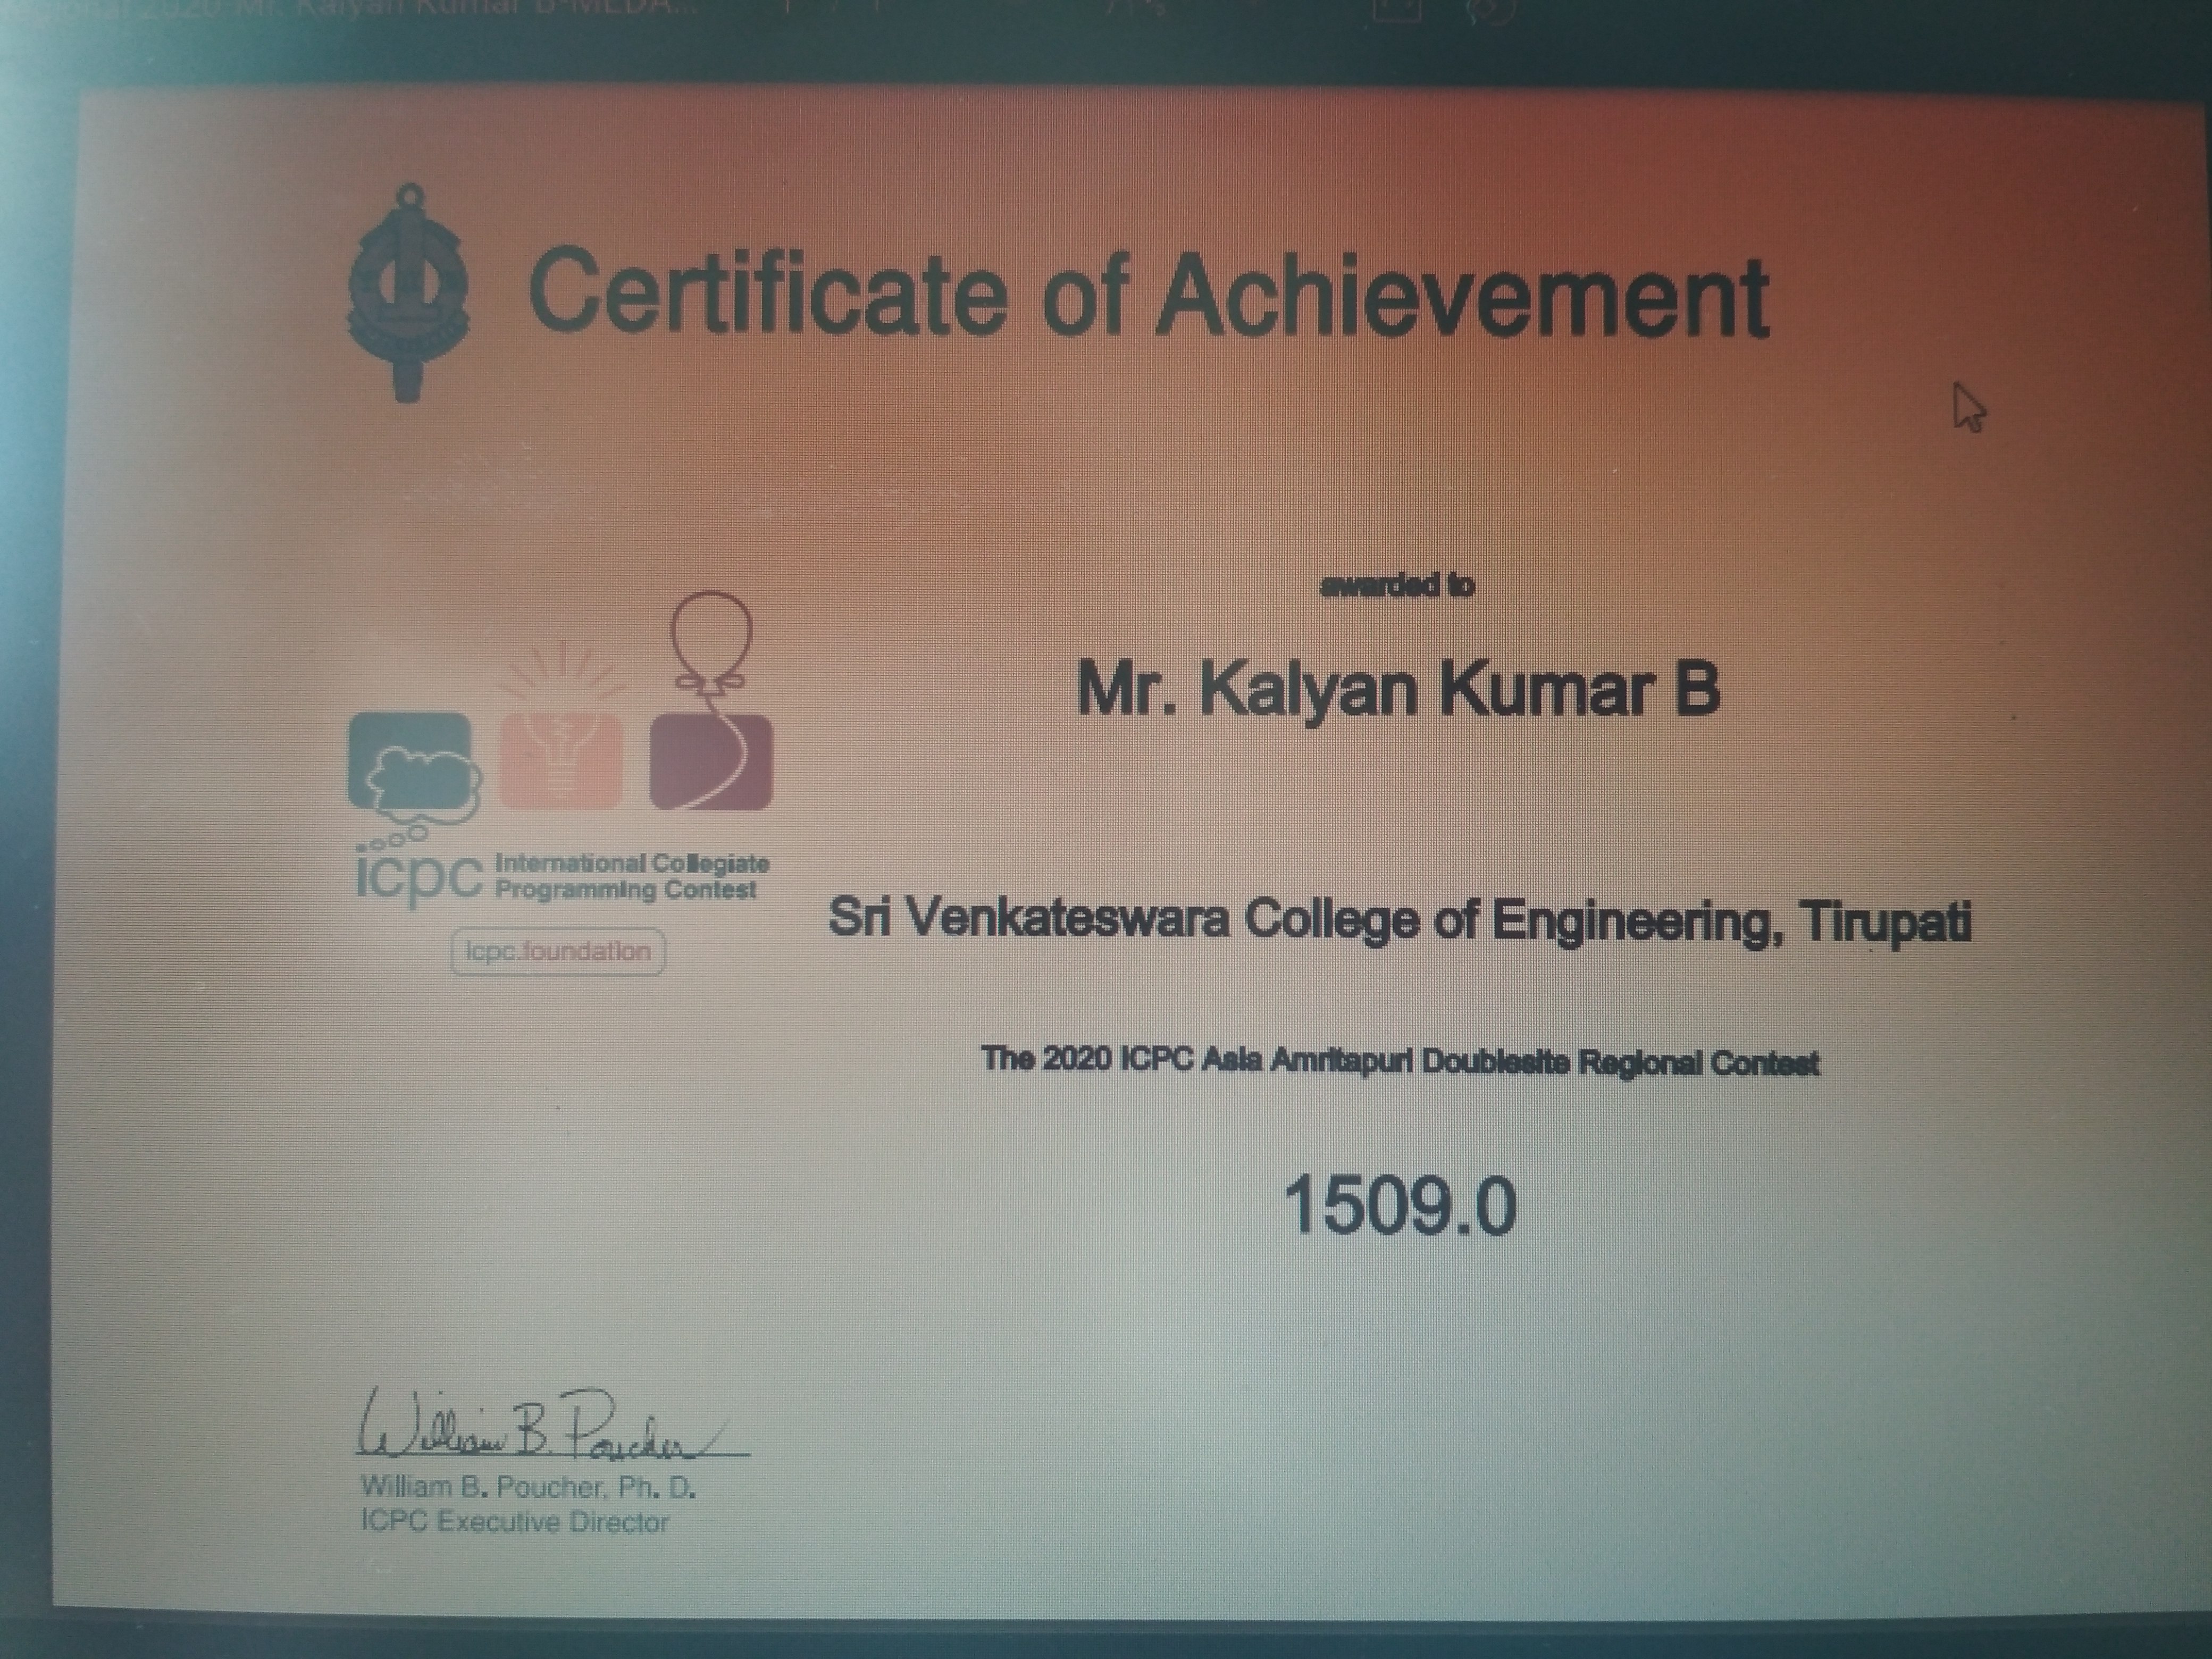 2020 Mr. Kalyan Kumar B-MEDA...
Certificate of Achievement
awarded to
Mr. Kalyan Kumar B
icpc International Collegiate
Programming Contest
icpc.foundation
Sri Venkateswara College of Engineering, Tirupati
The 2020 ICPC Asia Amritapuri Doublesite Regional Contest
1509.0
William B. Poucher
William B. Poucher, Ph. D.
ICPC Executive Director